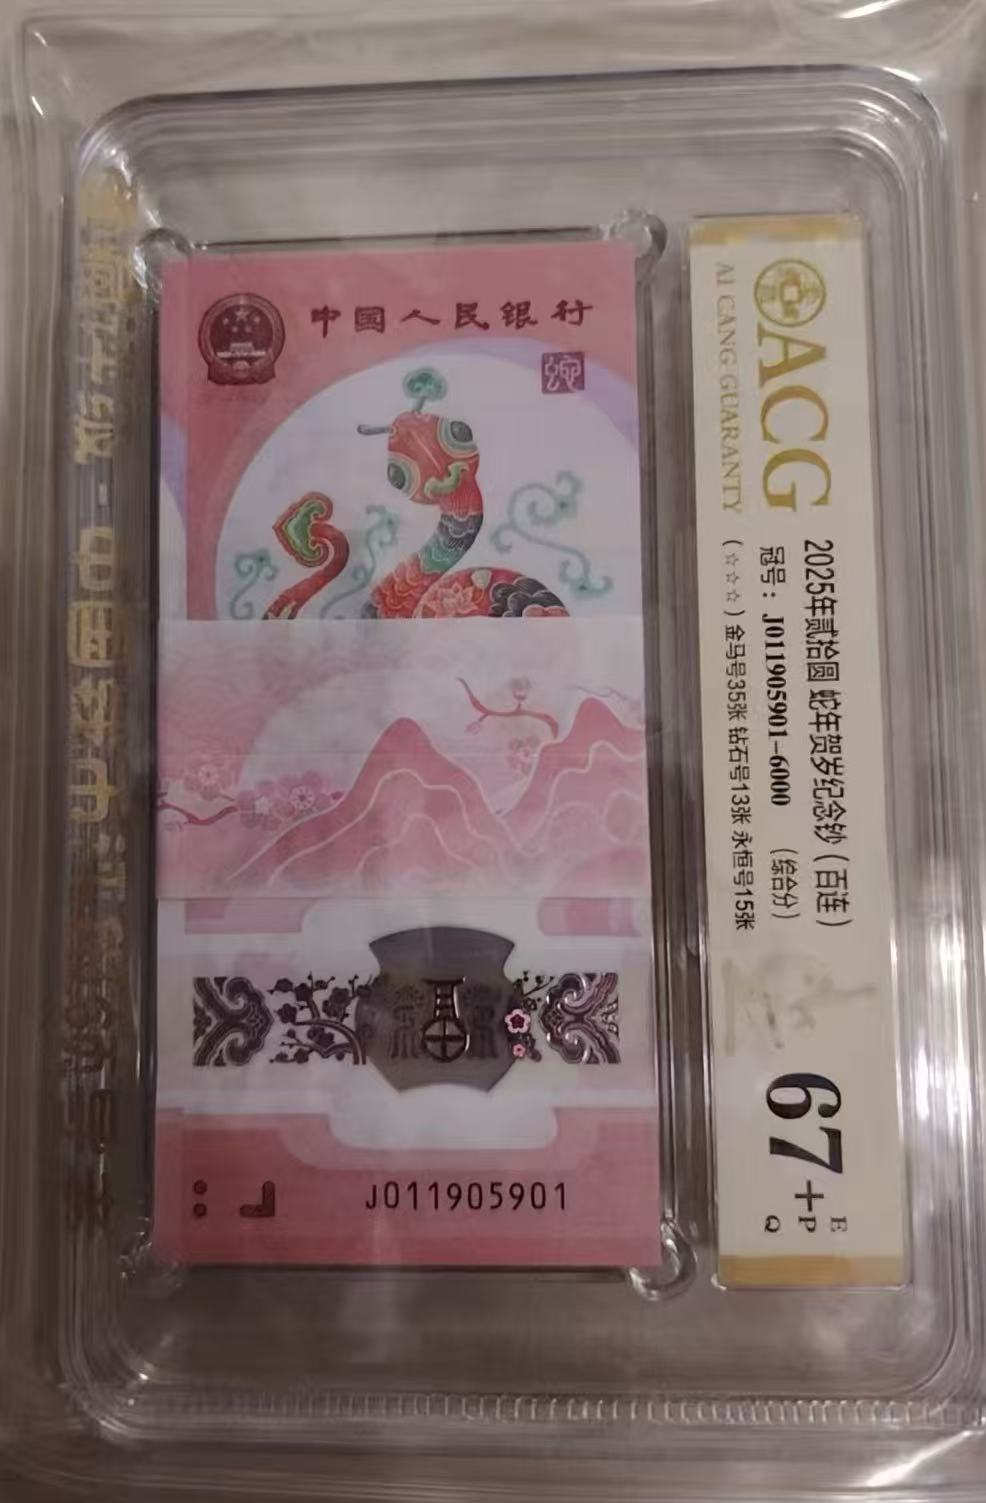 中国人民银行
J011905901
ACG
AI CANG GUARANTY
2025年贰拾圆 蛇年贺岁纪念钞（百连）
冠号：J011905901-6000 （综合分）
（☆☆☆）金马号35张 钻石号13张 永恒号15张
67+
E
P
Q